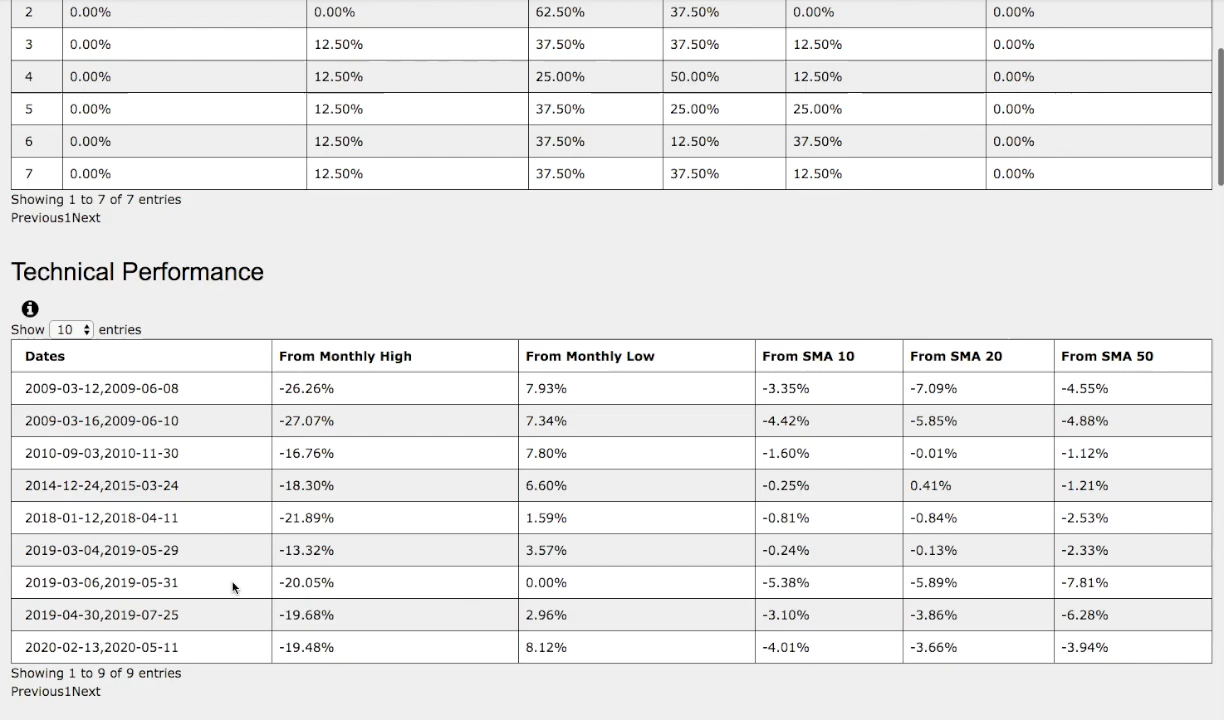 2 0.00% 0.00% 62.50% 37.50% 0.00% 0.00%
3 0.00% 12.50% 37.50% 37.50% 12.50% 0.00%
4 0.00% 12.50% 25.00% 50.00% 12.50% 0.00%
5 0.00% 12.50% 37.50% 25.00% 25.00% 0.00%
6 0.00% 12.50% 37.50% 12.50% 37.50% 0.00%
7 0.00% 12.50% 37.50% 37.50% 12.50% 0.00%
Showing 1 to 7 of 7 entries
Previous1Next
Technical Performance
Show 10 entries
Dates From Monthly High From Monthly Low From SMA 10 From SMA 20 From SMA 50
2009-03-12,2009-06-08 -26.26% 7.93% -3.35% -7.09% -4.55%
2009-03-16,2009-06-10 -27.07% 7.34% -4.42% -5.85% -4.88%
2010-09-03,2010-11-30 -16.76% 7.80% -1.60% -0.01% -1.12%
2014-12-24,2015-03-24 -18.30% 6.60% -0.25% 0.41% -1.21%
2018-01-12,2018-04-11 -21.89% 1.59% -0.81% -0.84% -2.53%
2019-03-04,2019-05-29 -13.32% 3.57% -0.24% -0.13% -2.33%
2019-03-06,2019-05-31 -20.05% 0.00% -5.38% -5.89% -7.81%
2019-04-30,2019-07-25 -19.68% 2.96% -3.10% -3.86% -6.28%
2020-02-13,2020-05-11 -19.48% 8.12% -4.01% -3.66% -3.94%
Showing 1 to 9 of 9 entries
Previous1Next